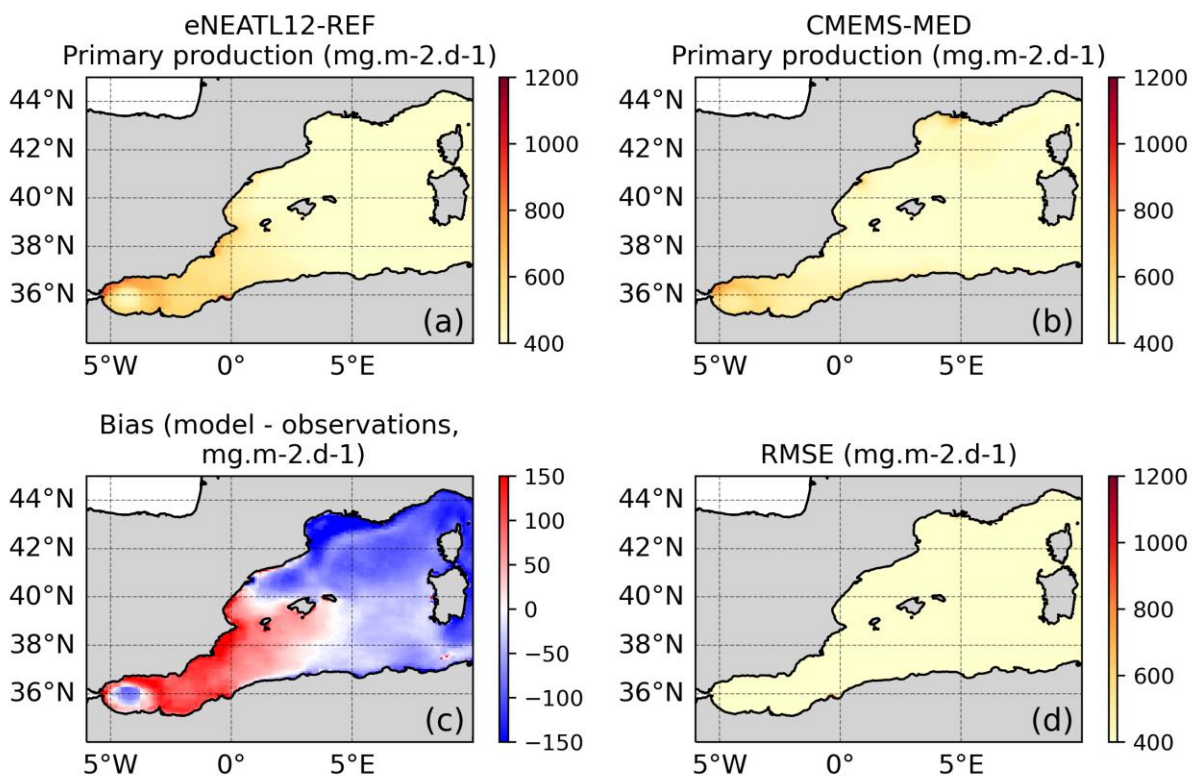 eNEATL12-REF
Primary production (mg.m-2.d-1)
44°N
42°N
40°N
38°N
36°N
5°W
0°
5°E
(a)
1200
1000
800
600
400
CMEMS-MED
Primary production (mg.m-2.d-1)
44°N
42°N
40°N
38°N
36°N
5°W
0°
5°E
(b)
1200
1000
800
600
400
Bias (model - observations,
mg.m-2.d-1)
44°N
42°N
40°N
38°N
36°N
5°W
0°
5°E
(c)
150
100
50
0
−50
−100
−150
RMSE (mg.m-2.d-1)
44°N
42°N
40°N
38°N
36°N
5°W
0°
5°E
(d)
1200
1000
800
600
400